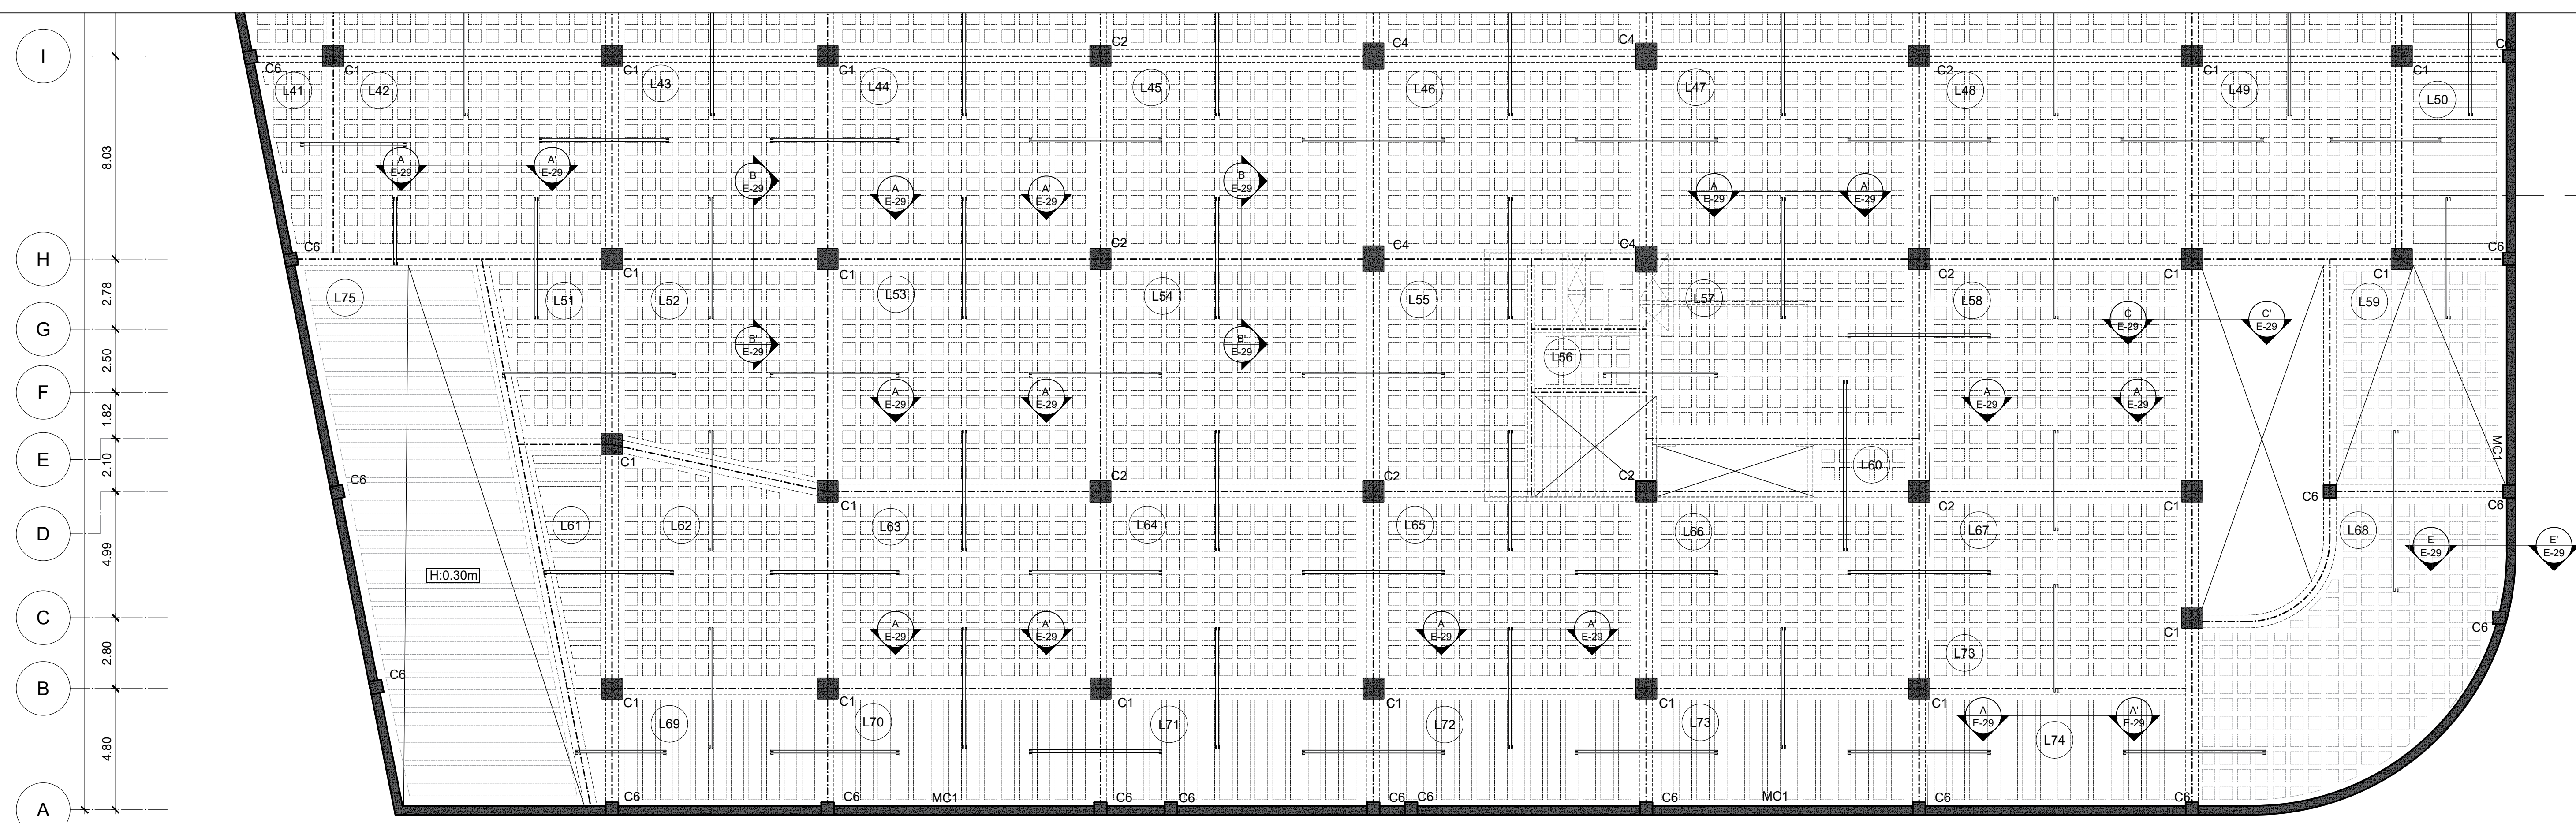 I
C6
C1
C1
C1
C2
C4
C4
C2
C1
C1
C6
L41
L42
L43
L44
L45
L46
L47
L48
L49
L50
8.03
A
E-29
A'
E-29
B
E-29
A
E-29
A'
E-29
B
E-29
A
E-29
A'
E-29
H
C6
C1
C1
C2
C4
C4
C2
C1
C1
C6
2.78
L75
L51
L52
L53
L54
L55
L57
L58
L59
G
C
E-29
C'
E-29
B'
E-29
B'
E-29
2.50
L56
F
A
E-29
A'
E-29
A
E-29
A'
E-29
1.82
E
2.10
C1
MC1
L60
C6
C1
C2
C2
C2
C2
C1
C6
C6
D
L61
L62
L63
L64
L65
L66
L67
L68
E
E-29
E'
E-29
4.99
H:0.30m
C
A
E-29
A'
E-29
A
E-29
A'
E-29
C1
C6
2.80
L73
B
C6
C1
C1
C1
C1
C1
C1
L69
L70
L71
L72
L73
A
E-29
A'
E-29
L74
4.80
A
C6
C6
MC1
C6
C6
C6
C6
C6
MC1
C6
C6